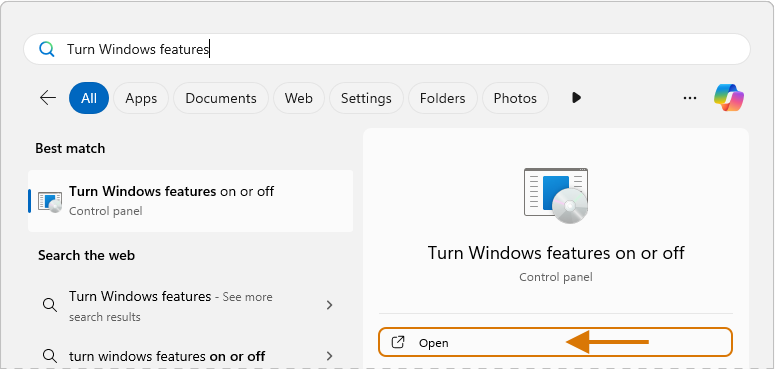 Turn Windows features
All Apps Documents Web Settings Folders Photos
Best match
Turn Windows features on or off
Control panel
Search the web
Turn Windows features - See more
search results
turn windows features on or off
Turn Windows features on or off
Control panel
Open